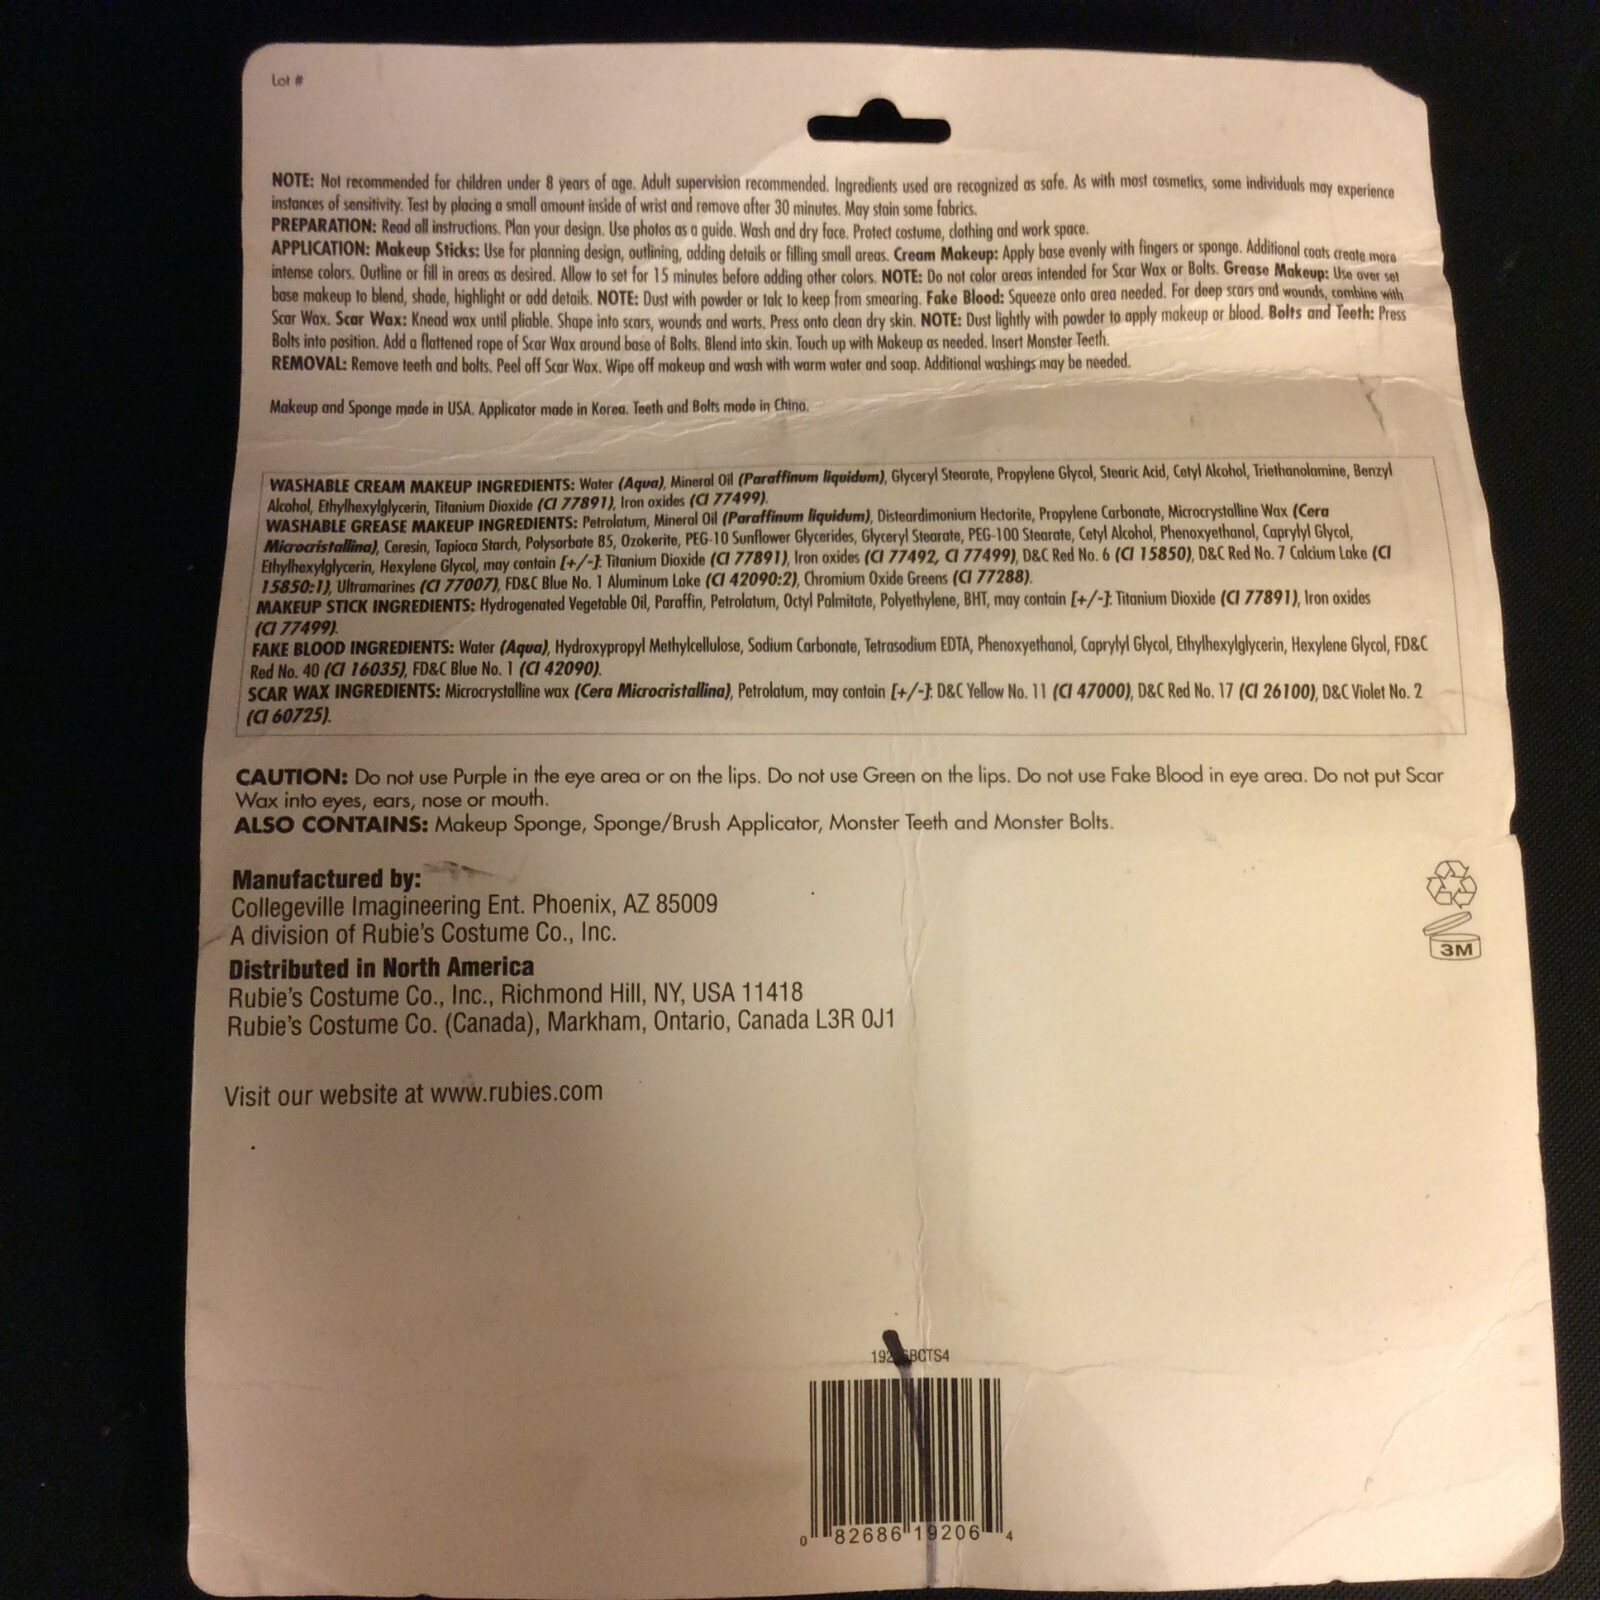 Lot #
NOTE: Not recommended for children under 8 years of age. Adult supervision recommended. Ingredients used are recognized as safe. As with most cosmetics, some individuals may experience
instances of sensitivity. Test by placing a small amount inside of wrist and remove after 30 minutes. May stain some fabrics.
PREPARATION: Read all instructions. Plan your design. Use photos as a guide. Wash and dry face. Protect costume, clothing and work space.
APPLICATION: Makeup Sticks: Use for planning design, outlining, adding details or filling small areas. Cream Makeup: Apply base evenly with fingers or sponge. Additional coats create more
intense colors. Outline or fill in areas as desired. Allow to set for 15 minutes before adding other colors. NOTE: Do not color areas intended for Scar Wax or Bolts. Grease Makeup: Use over set
base makeup to blend, shade, highlight or add details. NOTE: Dust with powder or talc to keep from smearing. Fake Blood: Squeeze onto area needed. For deep scars and wounds, combine with
Scar Wax. Scar Wax: Knead wax until pliable. Shape into scars, wounds and warts. Press onto clean dry skin. NOTE: Dust lightly with powder to apply makeup or blood. Bolts and Teeth: Press
Bolts into position. Add a flattened rope of Scar Wax around base of Bolts. Blend into skin. Touch up with Makeup as needed. Insert Monster Teeth.
REMOVAL: Remove teeth and bolts. Peel off Scar Wax. Wipe off makeup and wash with warm water and soap. Additional washings may be needed.
Makeup and Sponge made in USA. Applicator made in Korea. Teeth and Bolts made in China.
WASHABLE CREAM MAKEUP INGREDIENTS: Water (Aqua), Mineral Oil (Paraffinum liquidum), Glyceryl Stearate, Propylene Glycol, Stearic Acid, Cetyl Alcohol, Triethanolamine, Benzyl
Alcohol, Ethylhexylglycerin, Titanium Dioxide (CI 77891), Iron oxides (CI 77499).
WASHABLE GREASE MAKEUP INGREDIENTS: Petrolatum, Mineral Oil (Paraffinum liquidum), Disteardimonium Hectorite, Propylene Carbonate, Microcrystalline Wax (Cera
Microcristallina), Ceresin, Tapioca Starch, Polysorbate 85, Ozokerite, PEG-10 Sunflower Glycerides, Glyceryl Stearate, PEG-100 Stearate, Cetyl Alcohol, Phenoxyethanol, Caprylyl Glycol,
Ethylhexylglycerin, Hexylene Glycol, may contain [+/-]: Titanium Dioxide (CI 77891), Iron oxides (CI 77492, CI 77499), D&C Red No. 6 (CI 15850), D&C Red No. 7 Calcium Lake (CI
15850:1), Ultramarines (CI 77007), FD&C Blue No. 1 Aluminum Lake (CI 42090:2), Chromium Oxide Greens (CI 77288).
MAKEUP STICK INGREDIENTS: Hydrogenated Vegetable Oil, Paraffin, Petrolatum, Octyl Palmitate, Polyethylene, BHT, may contain [+/-]: Titanium Dioxide (CI 77891), Iron oxides
(CI 77499).
FAKE BLOOD INGREDIENTS: Water (Aqua), Hydroxypropyl Methylcellulose, Sodium Carbonate, Tetrasodium EDTA, Phenoxyethanol, Caprylyl Glycol, Ethylhexylglycerin, Hexylene Glycol, FD&C
Red No. 40 (CI 16035), FD&C Blue No. 1 (CI 42090).
SCAR WAX INGREDIENTS: Microcrystalline wax (Cera Microcristallina), Petrolatum, may contain [+/-]: D&C Yellow No. 11 (CI 47000), D&C Red No. 17 (CI 26100), D&C Violet No. 2
(CI 60725).
CAUTION: Do not use Purple in the eye area or on the lips. Do not use Green on the lips. Do not use Fake Blood in eye area. Do not put Scar
Wax into eyes, ears, nose or mouth.
ALSO CONTAINS: Makeup Sponge, Sponge/Brush Applicator, Monster Teeth and Monster Bolts.
Manufactured by:
Collegeville Imagineering Ent. Phoenix, AZ 85009
A division of Rubie's Costume Co., Inc.
3M
Distributed in North America
Rubie's Costume Co., Inc., Richmond Hill, NY, USA 11418
Rubie's Costume Co. (Canada), Markham, Ontario, Canada L3R 0J1
Visit our website at www.rubies.com
0 82686 19206 4